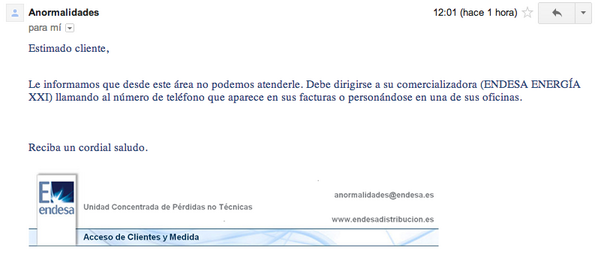 Anormalidades
12:01 (hace 1 hora)
para mí
Estimado cliente,
Le informamos que desde este área no podemos atenderle. Debe dirigirse a su comercializadora (ENDESA ENERGÍA
XXI) llamando al número de teléfono que aparece en sus facturas o personándose en una de sus oficinas.
Reciba un cordial saludo.
anormalidades@endesa.es
endesa
Unidad Concentrada de Pérdidas no Técnicas
www.endesadistribucion.es
Acceso de Clientes y Medida